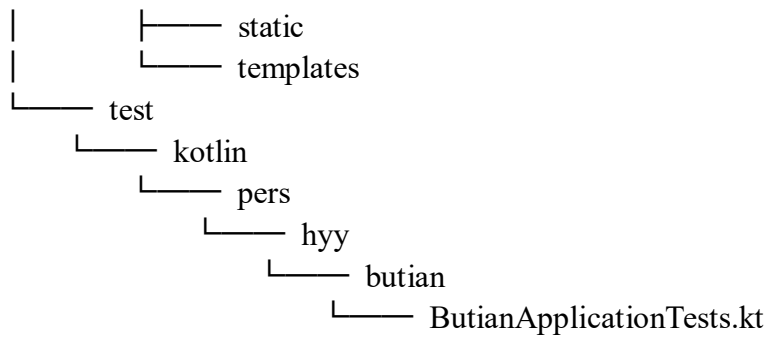 │       ├── static
│       └── templates
└── test
    └── kotlin
        └── pers
            └── hyy
                └── butian
                    └── ButianApplicationTests.kt